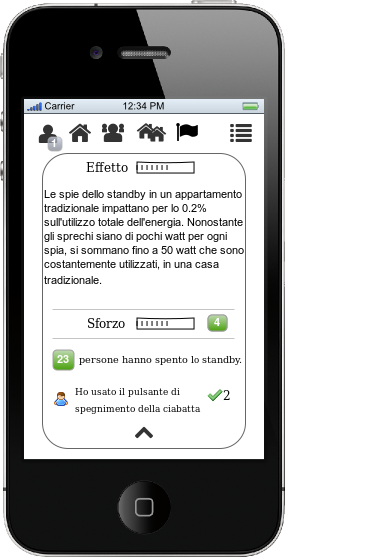 Carrier 12:34 PM
1
Effetto
Le spie dello standby in un appartamento
tradizionale impattano per lo 0.2%
sull'utilizzo totale dell'energia. Nonostante
gli sprechi siano di pochi watt per ogni
spia, si sommano fino a 50 watt che sono
costantemente utilizzati, in una casa
tradizionale.
Sforzo 4
23 persone hanno spento lo standby.
Ho usato il pulsante di
spegnimento della ciabatta
2